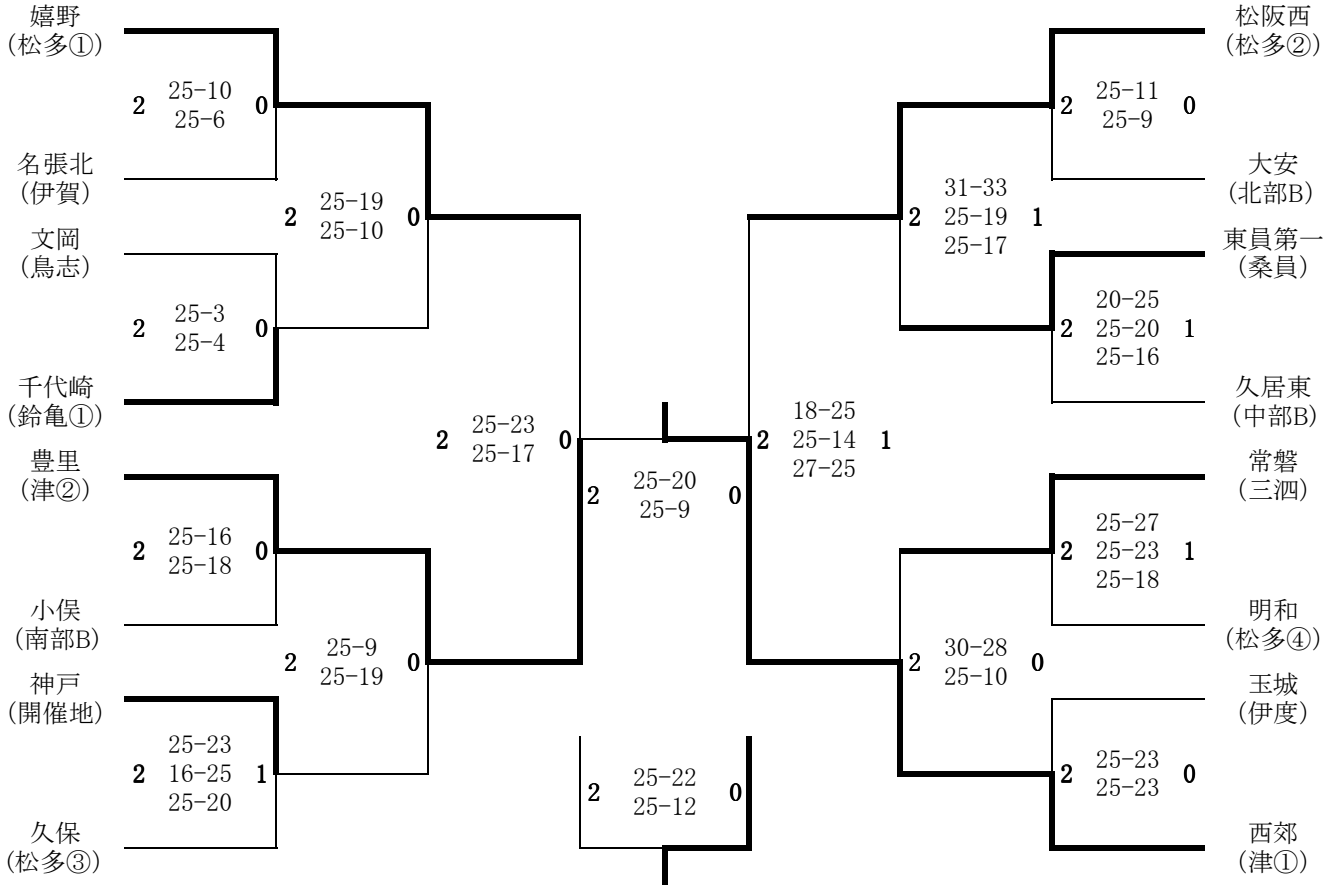 嬉野
(松多①)
2 25-10 0
25-6
名張北
(伊賀)
2 25-19 0
25-10
文岡
(鳥志)
2 25-3 0
25-4
千代崎
(鈴亀①)
2 25-23 0
25-17
豊里
(津②)
2 25-16 0
25-18
小俣
(南部B)
2 25-9 0
25-19
神戸
(開催地)
25-23
2 16-25 1
25-20
久保
(松多③)
2 25-20 0
25-9
2 25-22 0
25-12
松阪西
(松多②)
2 25-11 0
25-9
大安
(北部B)
31-33
2 25-19 1
25-17
東員第一
(桑員)
20-25
2 25-20 1
25-16
久居東
(中部B)
18-25
2 25-14 1
27-25
常磐
(三泗)
25-27
2 25-23 1
25-18
明和
(松多④)
2 30-28 0
25-10
玉城
(伊度)
2 25-23 0
25-23
西郊
(津①)